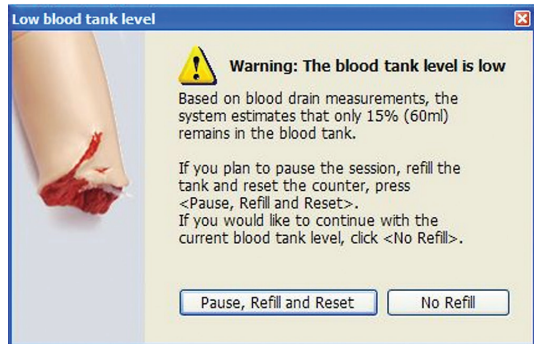 Low blood tank level
Warning: The blood tank level is low
Based on blood drain measurements, the
system estimates that only 15% (60ml)
remains in the blood tank.
If you plan to pause the session, refill the
tank and reset the counter, press
<Pause, Refill and Reset>.
If you would like to continue with the
current blood tank level, click <No Refill>.
Pause, Refill and Reset
No Refill